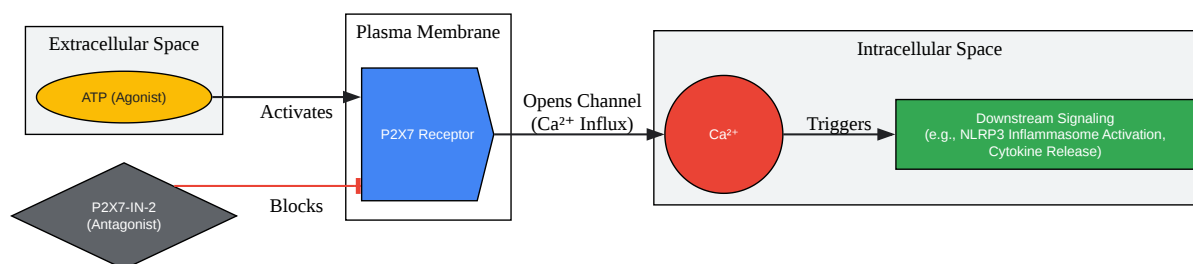 Extracellular Space
ATP (Agonist)
Activates
P2X7-IN-2
(Antagonist)
Blocks
Plasma Membrane
P2X7 Receptor
Opens Channel
(Ca²⁺ Influx)
Intracellular Space
Ca²⁺
Triggers
Downstream Signaling
(e.g., NLRP3 Inflammasome Activation,
Cytokine Release)